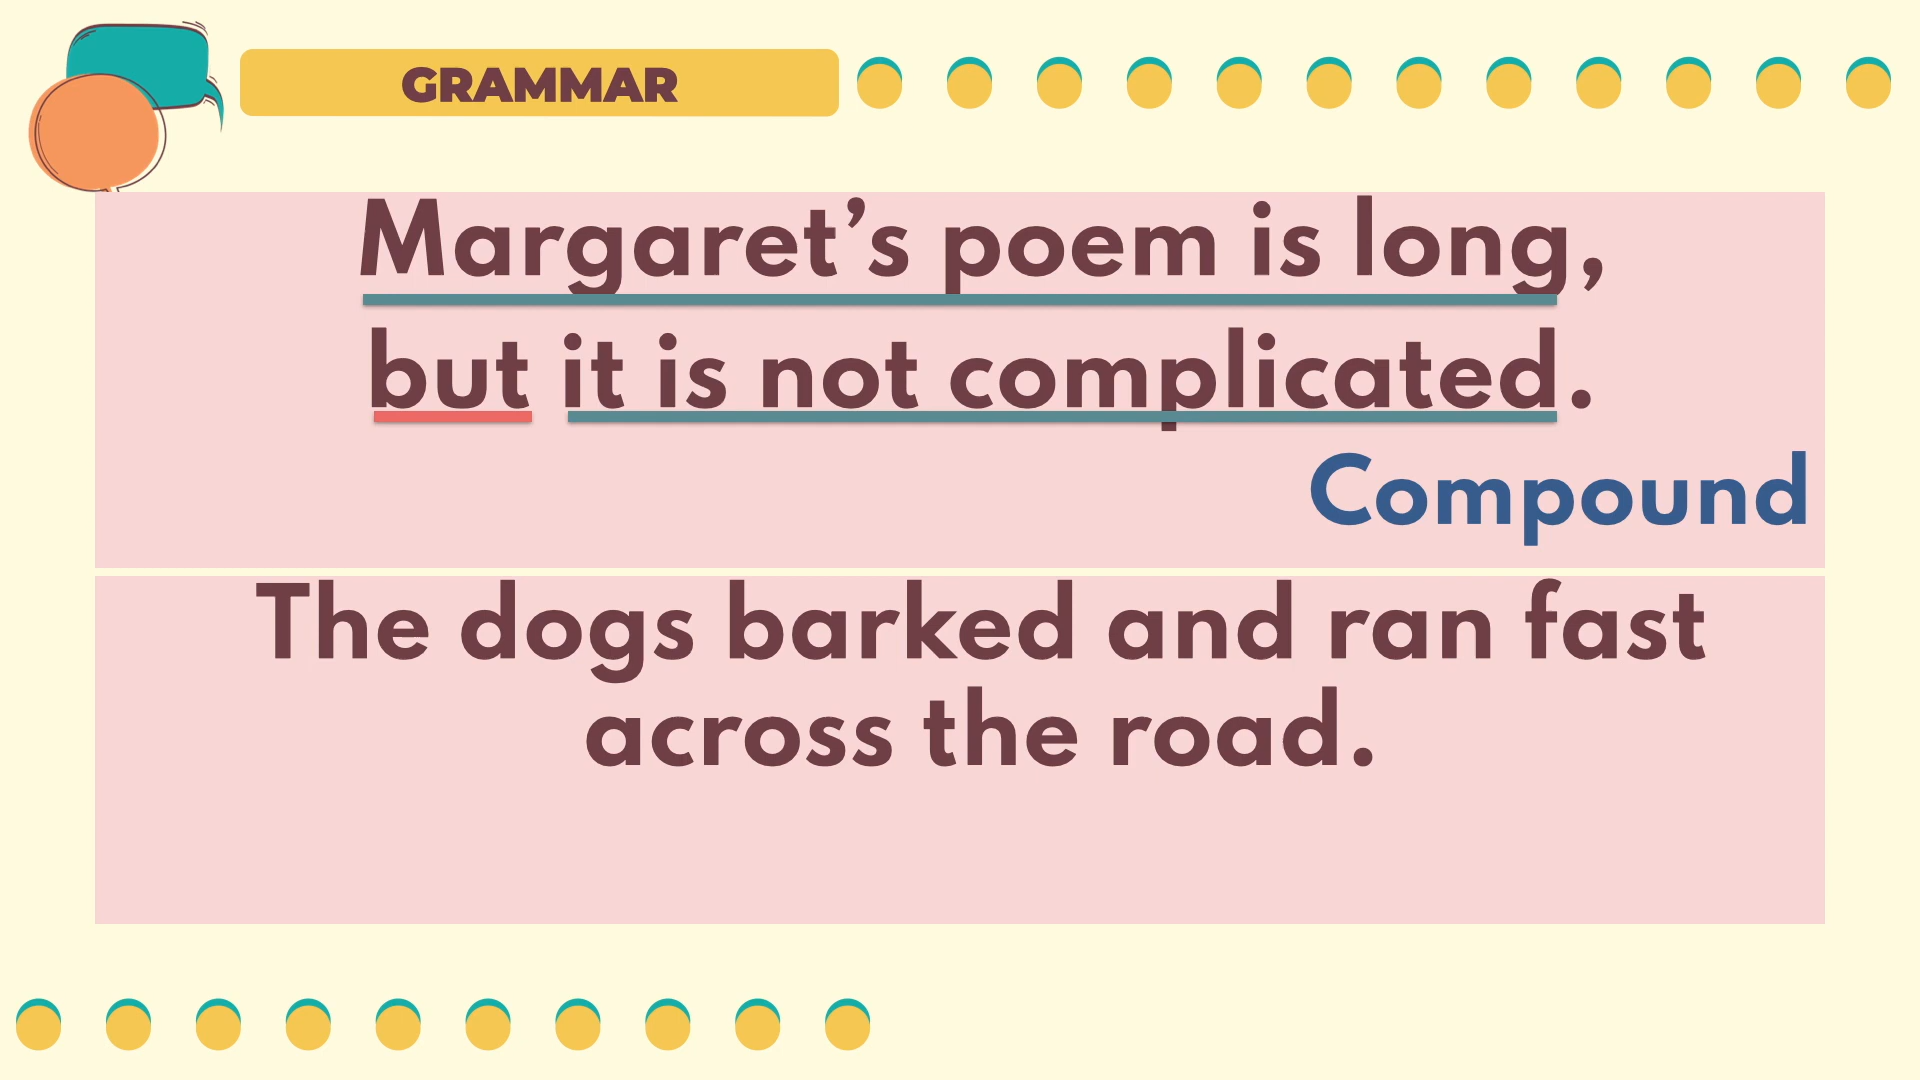 GRAMMAR
Margaret’s poem is long,
but it is not complicated.
Compound
The dogs barked and ran fast
across the road.